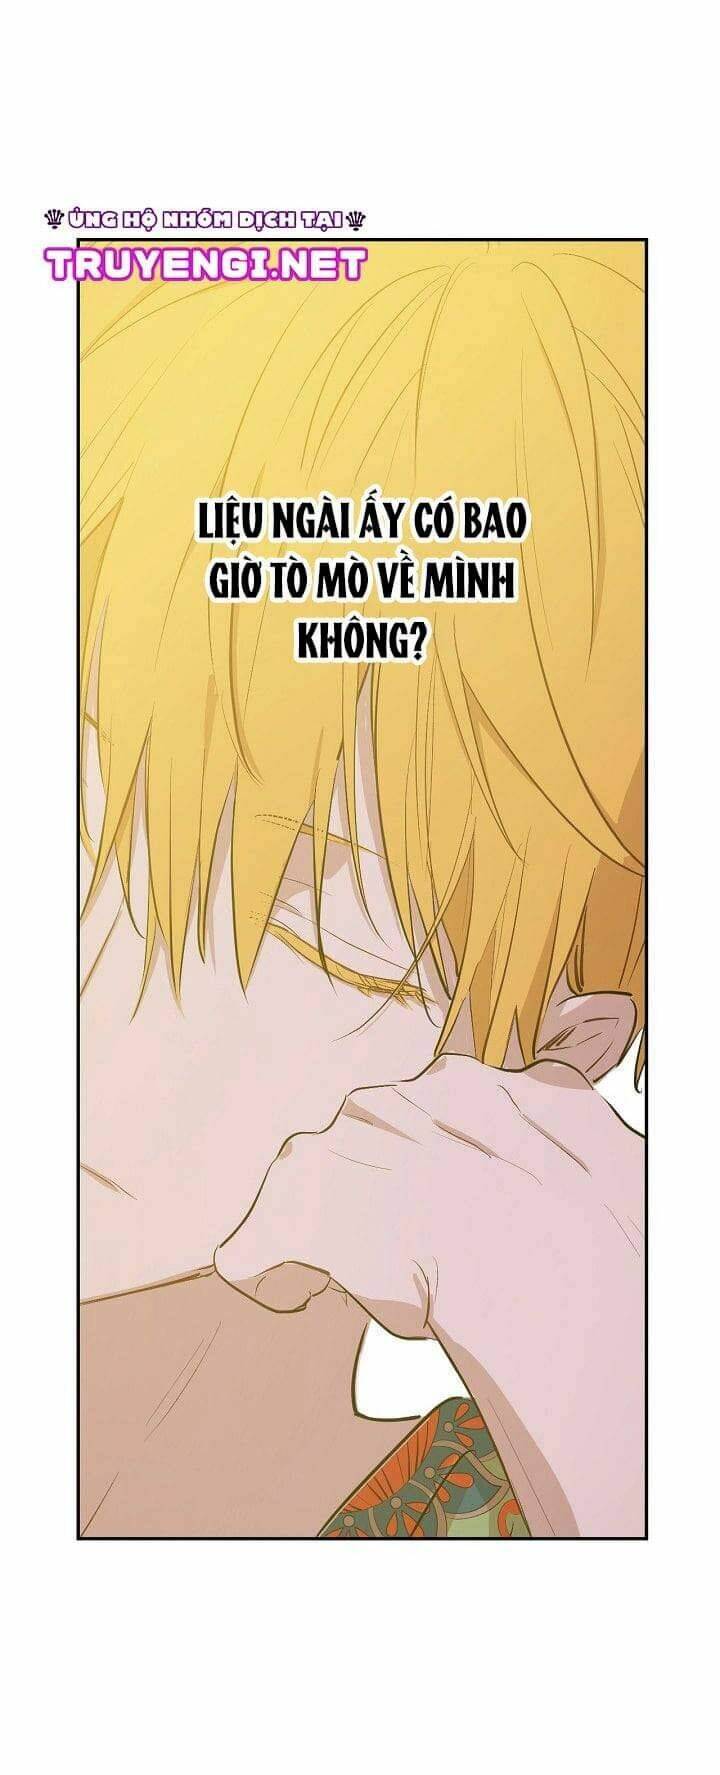 ỦNG HỘ NHÓM DỊCH TẠI
TRUYENGI.NET
LIỆU NGÀI ẤY CÓ BAO
GIỜ TÒ MÒ VỀ MÌNH
KHÔNG?